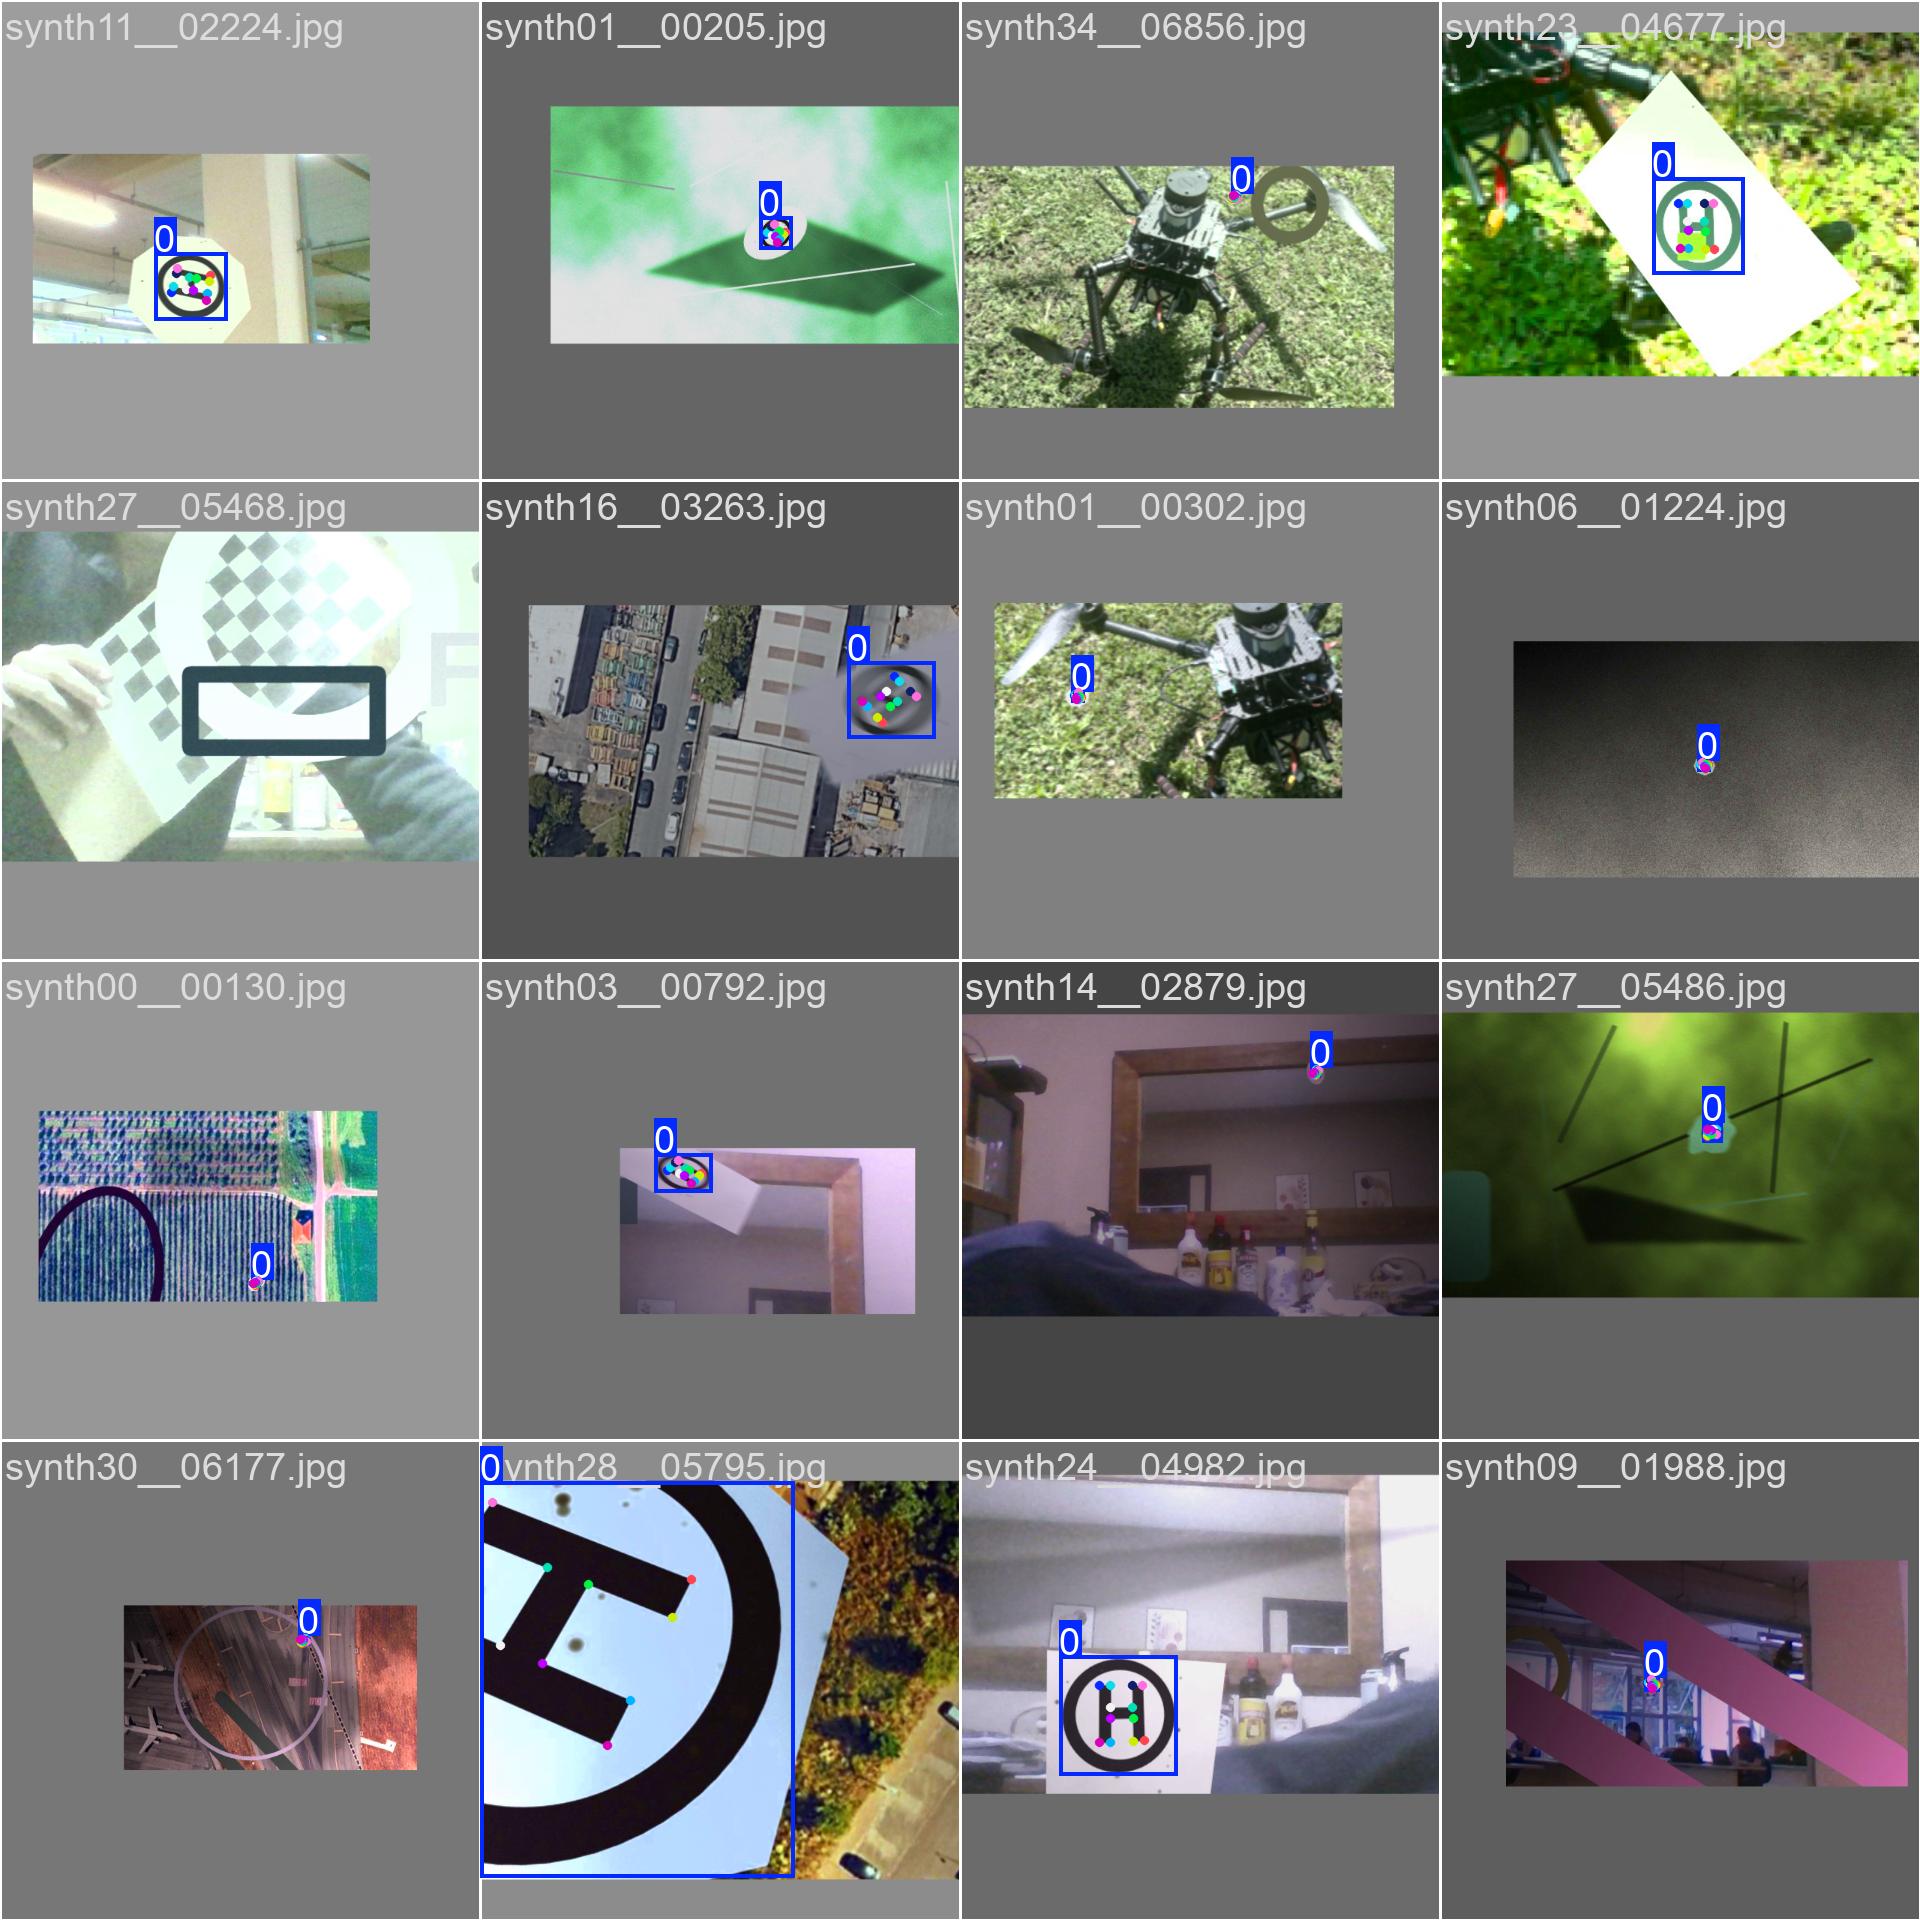 synth11__02224.jpg
synth01__00205.jpg
synth34__06856.jpg
synth23__04677.jpg
0
0
0
0
synth27__05468.jpg
synth16__03263.jpg
synth01__00302.jpg
synth06__01224.jpg
0
0
0
F
synth00__00130.jpg
synth03__00792.jpg
synth14__02879.jpg
synth27__05486.jpg
0
0
0
0
synth30__06177.jpg
0 ynth28__05795.jpg
synth24__04982.jpg
synth09__01988.jpg
0
0
0
H
H